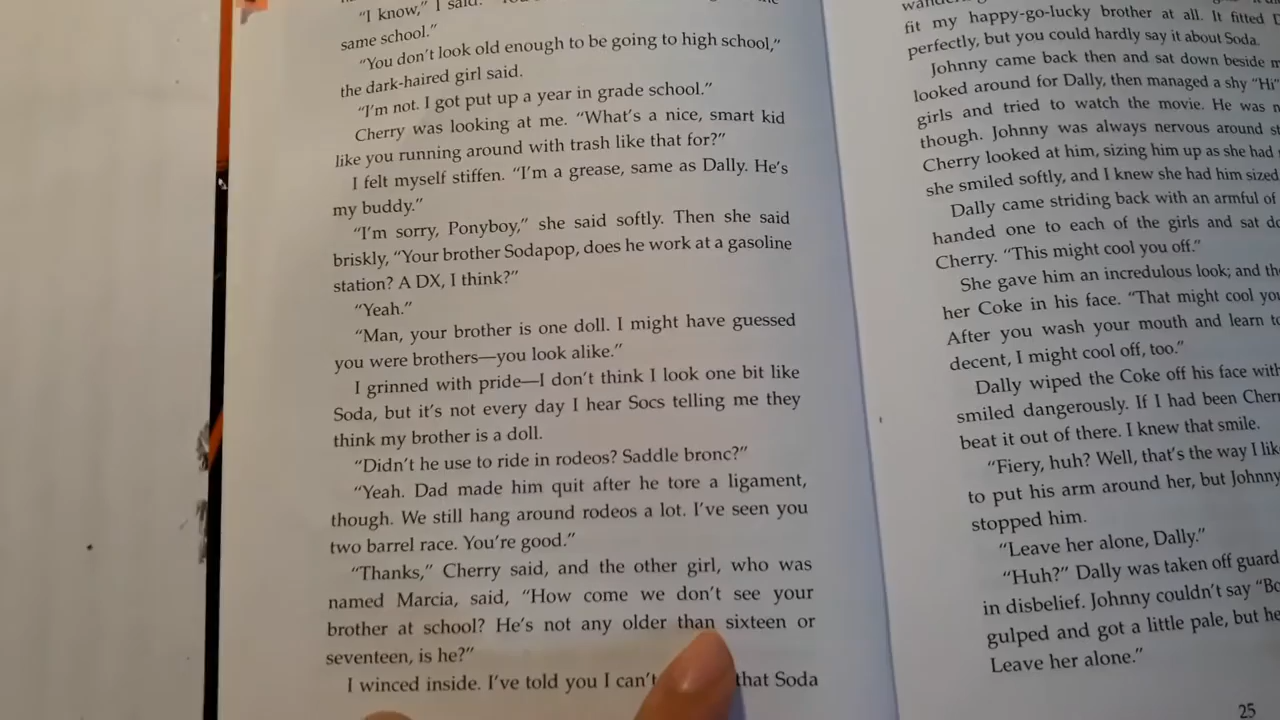 "I know," I said.
same school."
"You don't look old enough to be going to high school,"
the dark-haired girl said.
"I'm not. I got put up a year in grade school."
Cherry was looking at me. "What's a nice, smart kid
like you running around with trash like that for?"
I felt myself stiffen. "I'm a grease, same as Dally. He's
my buddy."
"I'm sorry, Ponyboy," she said softly. Then she said
briskly, "Your brother Sodapop, does he work at a gasoline
station? A DX, I think?"
"Yeah."
"Man, your brother is one doll. I might have guessed
you were brothers—you look alike."
I grinned with pride—I don't think I look one bit like
Soda, but it's not every day I hear Socs telling me they
think my brother is a doll.
"Didn't he use to ride in rodeos? Saddle bronc?"
"Yeah. Dad made him quit after he tore a ligament,
though. We still hang around rodeos a lot. I've seen you
two barrel race. You're good."
"Thanks," Cherry said, and the other girl, who was
named Marcia, said, "How come we don't see your
brother at school? He's not any older than sixteen or
seventeen, is he?"
I winced inside. I've told you I can't that Soda
fit my happy-go-lucky brother at all. It fitted
perfectly, but you could hardly say it about Soda.
Johnny came back then and sat down beside
looked around for Dally, then managed a shy "Hi"
girls and tried to watch the movie. He was
though. Johnny was always nervous around
Cherry looked at him, sizing him up as she had
she smiled softly, and I knew she had him sized
Dally came striding back with an armful of
handed one to each of the girls and sat
Cherry. "This might cool you off."
She gave him an incredulous look; and
her Coke in his face. "That might cool
After you wash your mouth and learn
decent, I might cool off, too."
Dally wiped the Coke off his face with
smiled dangerously. If I had been
beat it out of there. I knew that smile.
"Fiery, huh? Well, that's the way I
to put his arm around her, but Johnny
stopped him.
"Leave her alone, Dally."
"Huh?" Dally was taken off guard
in disbelief. Johnny couldn't say
gulped and got a little pale, but
Leave her alone."
25